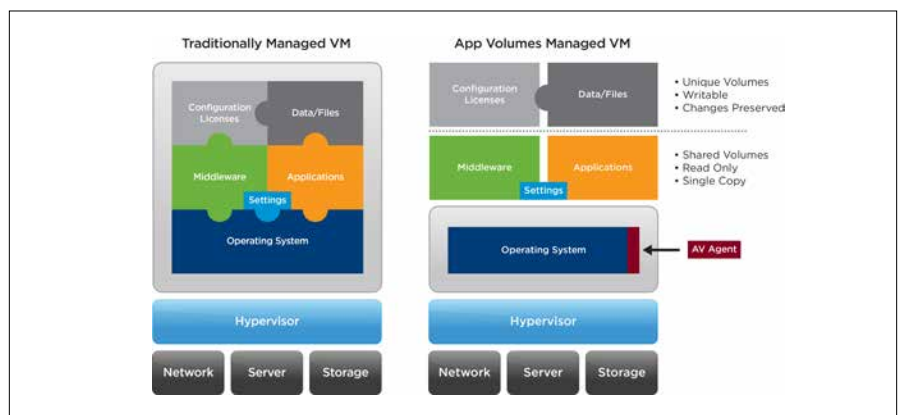 Traditionally Managed VM
Configuration
Licenses
Data/Files
Middleware
Applications
Settings
Operating System
Hypervisor
Network
Server
Storage
App Volumes Managed VM
Configuration
Licenses
Data/Files
• Unique Volumes
• Writable
• Changes Preserved
Middleware
Applications
Settings
• Shared Volumes
• Read Only
• Single Copy
Operating System
AV Agent
Hypervisor
Network
Server
Storage